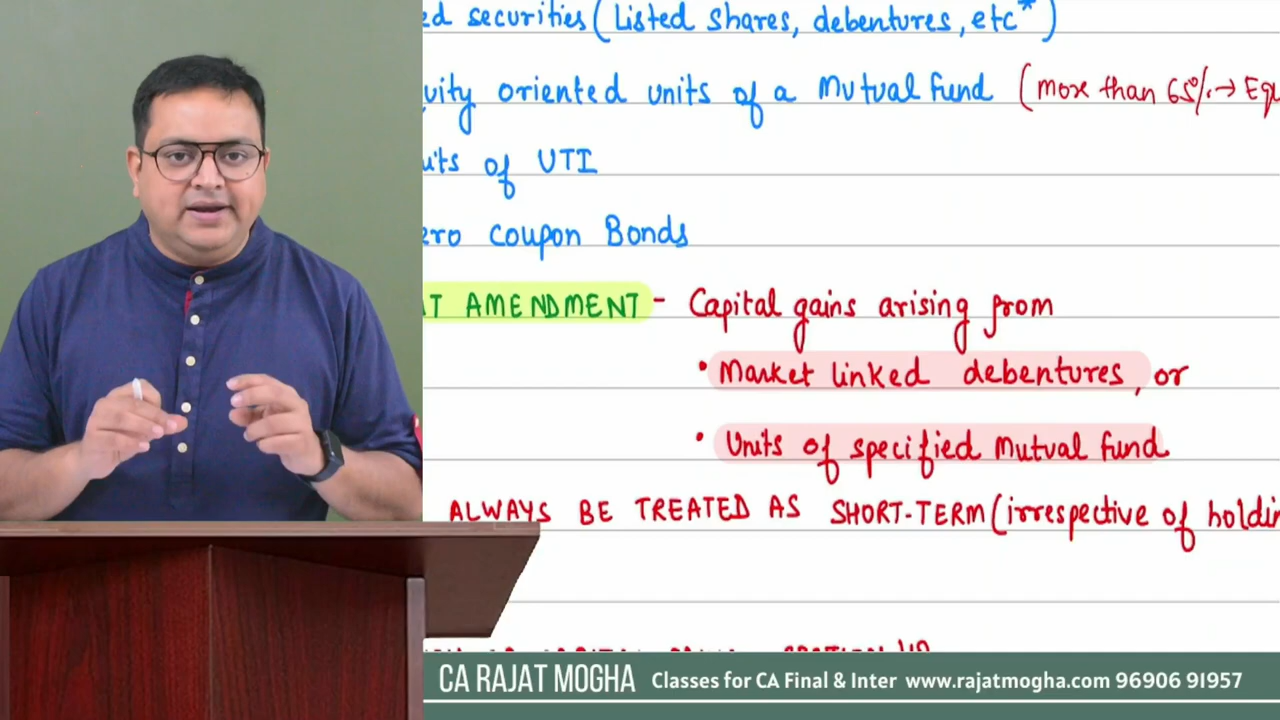 ed securities (Listed shares, debentures, etc*)
uity oriented units of a Mutual Fund (more than 65% → Equ
its of UTI
ero Coupon Bonds
AT AMENDMENT - Capital gains arising from
• Market linked debentures, or
• Units of specified Mutual Fund
ALWAYS BE TREATED AS SHORT-TERM (irrespective of holdin
CA RAJAT MOGHA Classes for CA Final & Inter www.rajatmogha.com 96906 91957